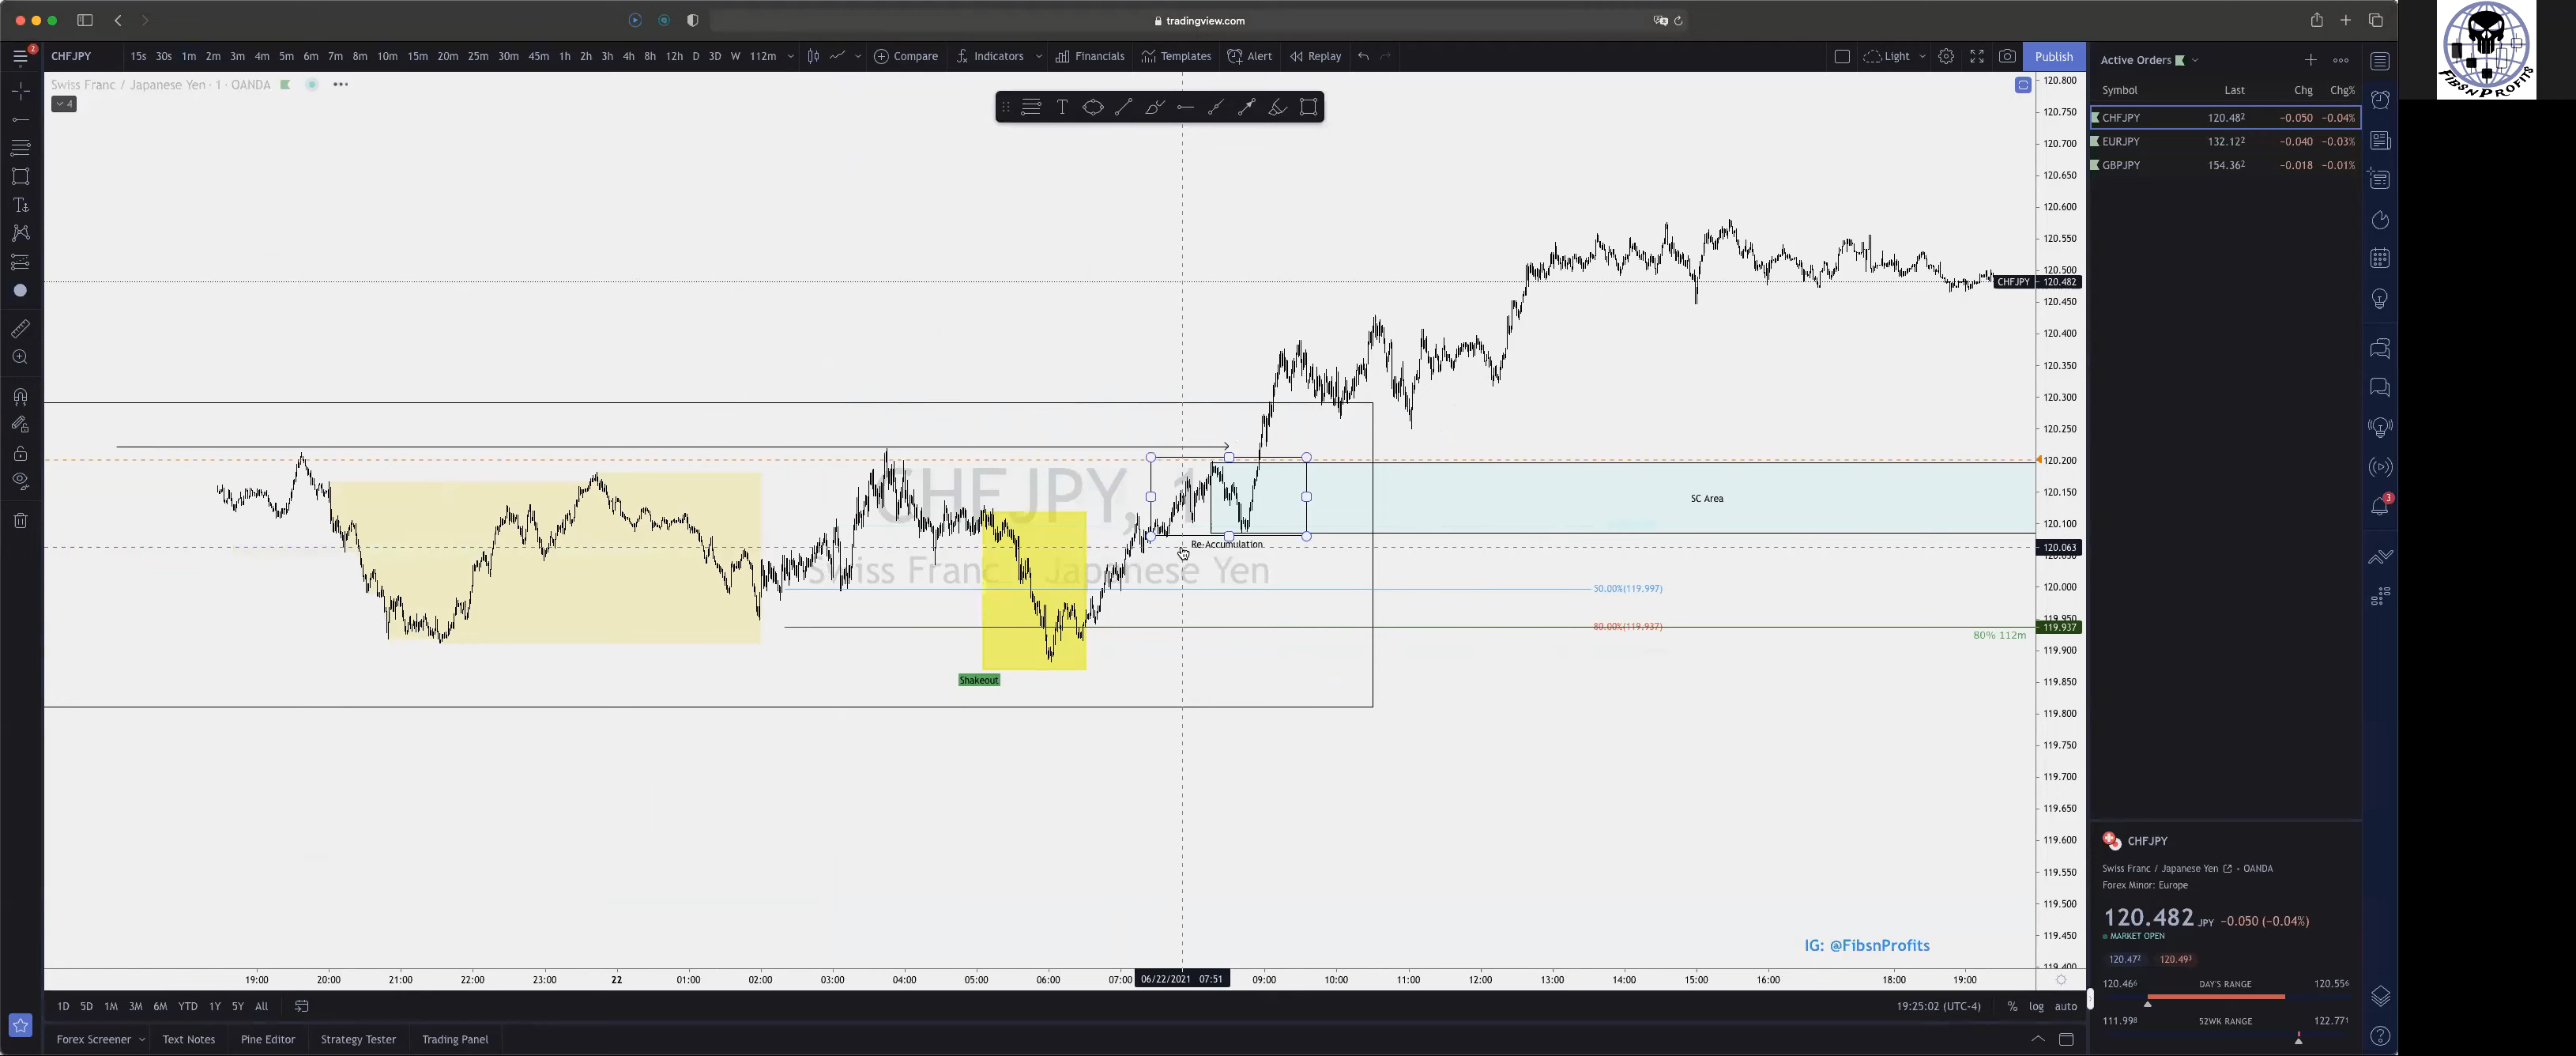 tradingview.com
FIBSNPROFITS
2
CHFJPY 15s 30s 1m 2m 3m 4m 5m 6m 7m 8m 10m 15m 20m 25m 30m 45m 1h 2h 3h 4h 8h 12h D 3D W 112m Compare Indicators Financials Templates Alert Replay Light Publish
Active Orders
Swiss Franc / Japanese Yen · 1 · OANDA
4
Symbol Last Chg Chg%
CHFJPY 120.482 −0.050 −0.04%
EURJPY 132.122 −0.040 −0.03%
GBPJPY 154.362 −0.018 −0.01%
120.800
120.750
120.700
120.650
120.600
120.550
120.500
CHFJPY 120.482
120.450
120.400
120.350
120.300
120.250
120.200
120.150
120.100
120.063
120.000
119.937
119.900
119.850
119.800
119.750
119.700
119.650
119.600
119.550
119.500
119.450
119.400
CHFJPY, 1
Swiss Franc / Japanese Yen
SC Area
Re-Accumulation
50.00%(119.997)
80.00%(119.937)
80% 112m
Shakeout
3
IG: @FibsnProfits
19:00 20:00 21:00 22:00 23:00 22 01:00 02:00 03:00 04:00 05:00 06:00 07:00 06/22/2021 07:51 09:00 10:00 11:00 12:00 13:00 14:00 15:00 16:00 18:00 19:00
1D 5D 1M 3M 6M YTD 1Y 5Y All
19:25:02 (UTC-4) % log auto
Forex Screener Text Notes Pine Editor Strategy Tester Trading Panel
CHFJPY
Swiss Franc / Japanese Yen • OANDA
Forex Minor: Europe
120.482 JPY −0.050 (−0.04%)
MARKET OPEN
120.472 120.493
120.466 DAY'S RANGE 120.556
111.998 52WK RANGE 122.771